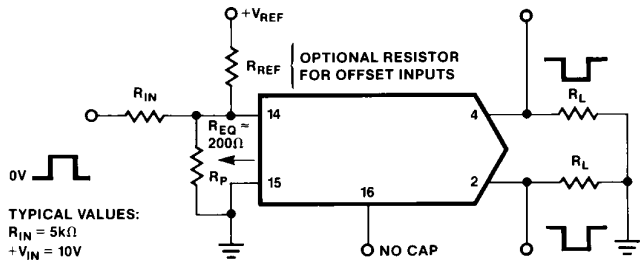 +VREF
RREF
OPTIONAL RESISTOR
FOR OFFSET INPUTS
RIN
REQ ≈
200Ω
14
4
RL
RP
15
16
2
RL
0V
TYPICAL VALUES:
RIN = 5kΩ
+VIN = 10V
NO CAP